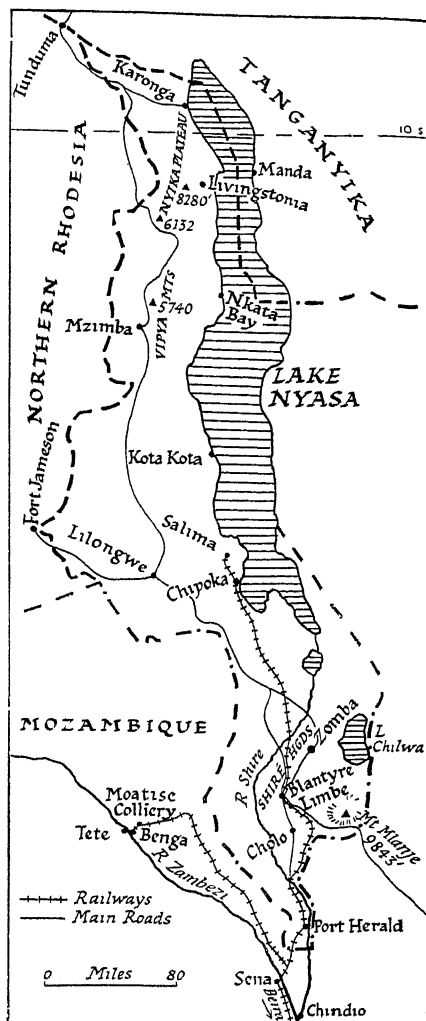 Tunduma
Karonga
TANGANYIKA
10 S
NORTHERN RHODESIA
NYIKA PLATEAU
8280'
Livingstonia
Manda
6132
VIPYA MTS
5740
Mzimba
Nkata
Bay
LAKE
NYASA
Fort Jameson
Kota Kota
Salima
Lilongwe
Chipoka
MOZAMBIQUE
R Shire
SHIRE HGDS
Zomba
L
Chilwa
Blantyre
Limbe
Mt Mlanje
9843'
Moatise
Colliery
Tete
Benga
Cholo
R Zambezi
Railways
Main Roads
Port Herald
0 Miles 80
Sena
Beira
Chindio